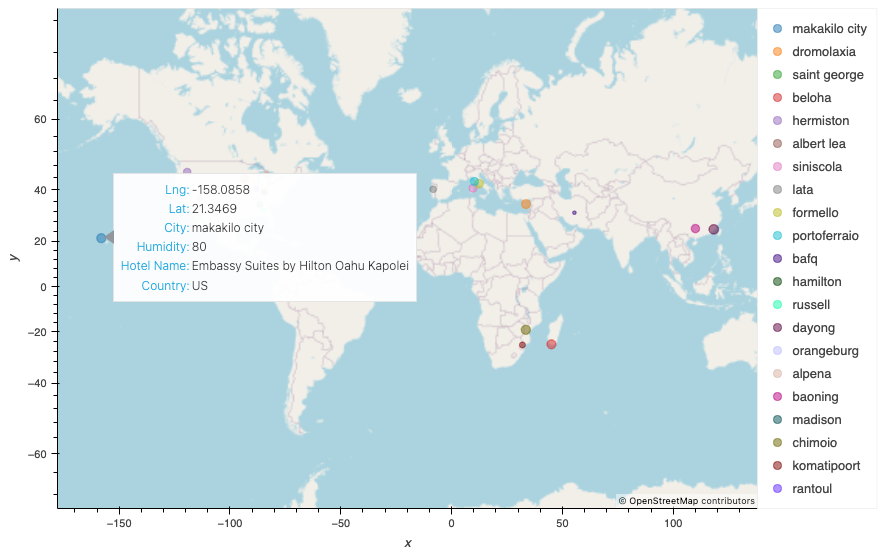 60
40
20
0
−20
−40
−60
y
−150
−100
−50
0
50
100
x
Lng: -158.0858
Lat: 21.3469
City: makakilo city
Humidity: 80
Hotel Name: Embassy Suites by Hilton Oahu Kapolei
Country: US
© OpenStreetMap contributors
makakilo city
dromolaxia
saint george
beloha
hermiston
albert lea
siniscola
lata
formello
portoferraio
bafq
hamilton
russell
dayong
orangeburg
alpena
baoning
madison
chimoio
komatipoort
rantoul